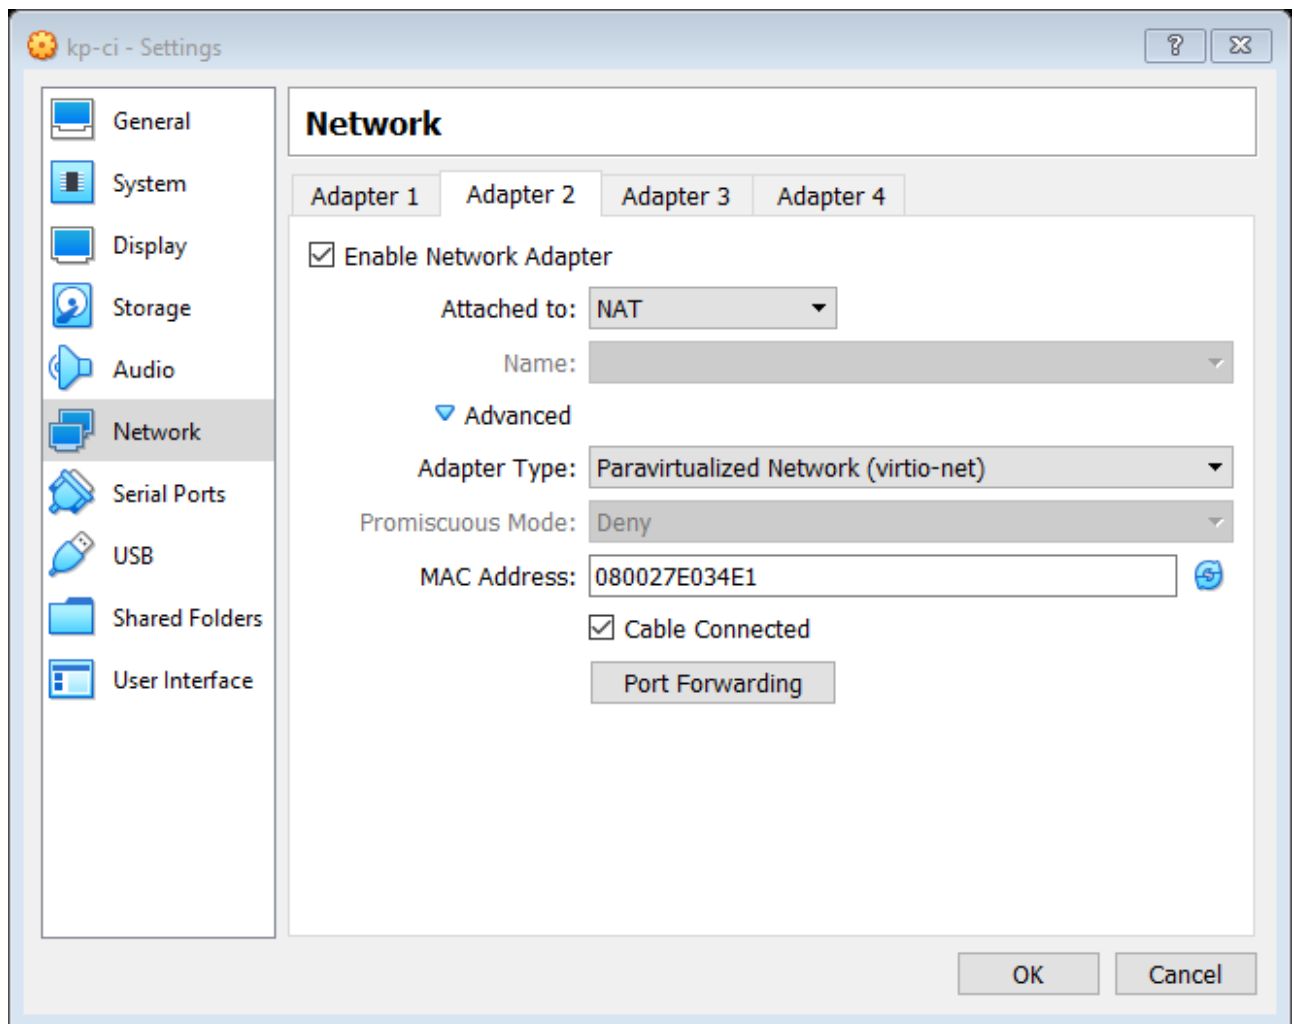 kp-ci - Settings
General
System
Display
Storage
Audio
Network
Serial Ports
USB
Shared Folders
User Interface
Network
Adapter 1 Adapter 2 Adapter 3 Adapter 4
Enable Network Adapter
Attached to: NAT
Name:
Advanced
Adapter Type: Paravirtualized Network (virtio-net)
Promiscuous Mode: Deny
MAC Address: 080027E034E1
Cable Connected
Port Forwarding
OK Cancel